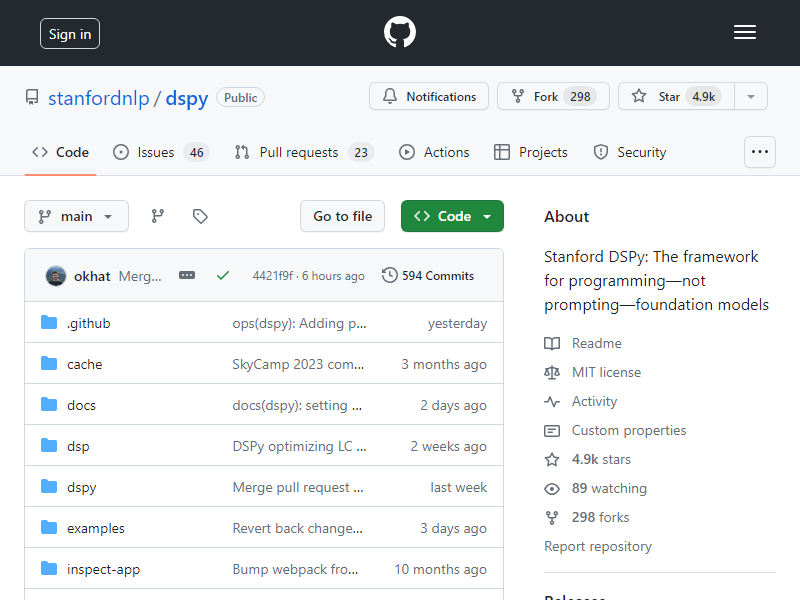 Sign in
stanfordnlp / dspy Public
Notifications
Fork 298
Star 4.9k
Code
Issues 46
Pull requests 23
Actions
Projects
Security
main
Go to file
Code
okhat Merg... 4421f9f · 6 hours ago 594 Commits
.github ops(dspy): Adding p... yesterday
cache SkyCamp 2023 com... 3 months ago
docs docs(dspy): setting ... 2 days ago
dsp DSPy optimizing LC ... 2 weeks ago
dspy Merge pull request ... last week
examples Revert back change... 3 days ago
inspect-app Bump webpack fro... 10 months ago
About
Stanford DSPy: The framework
for programming—not
prompting—foundation models
Readme
MIT license
Activity
Custom properties
4.9k stars
89 watching
298 forks
Report repository
Releases